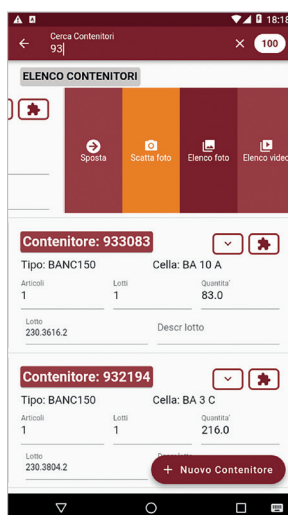 18:18
Cerca Contenitori
93
100
ELENCO CONTENITORI
Sposta
Scatta foto
Elenco foto
Elenco video
Contenitore: 933083
Tipo: BANC150 Cella: BA 10 A
Articoli Lotti Quantita'
1 1 83.0
Lotto
230.3616.2 Descr lotto
Contenitore: 932194
Tipo: BANC150 Cella: BA 3 C
Articoli Lotti Quantita'
1 1 216.0
Lotto
230.3804.2
+ Nuovo Contenitore